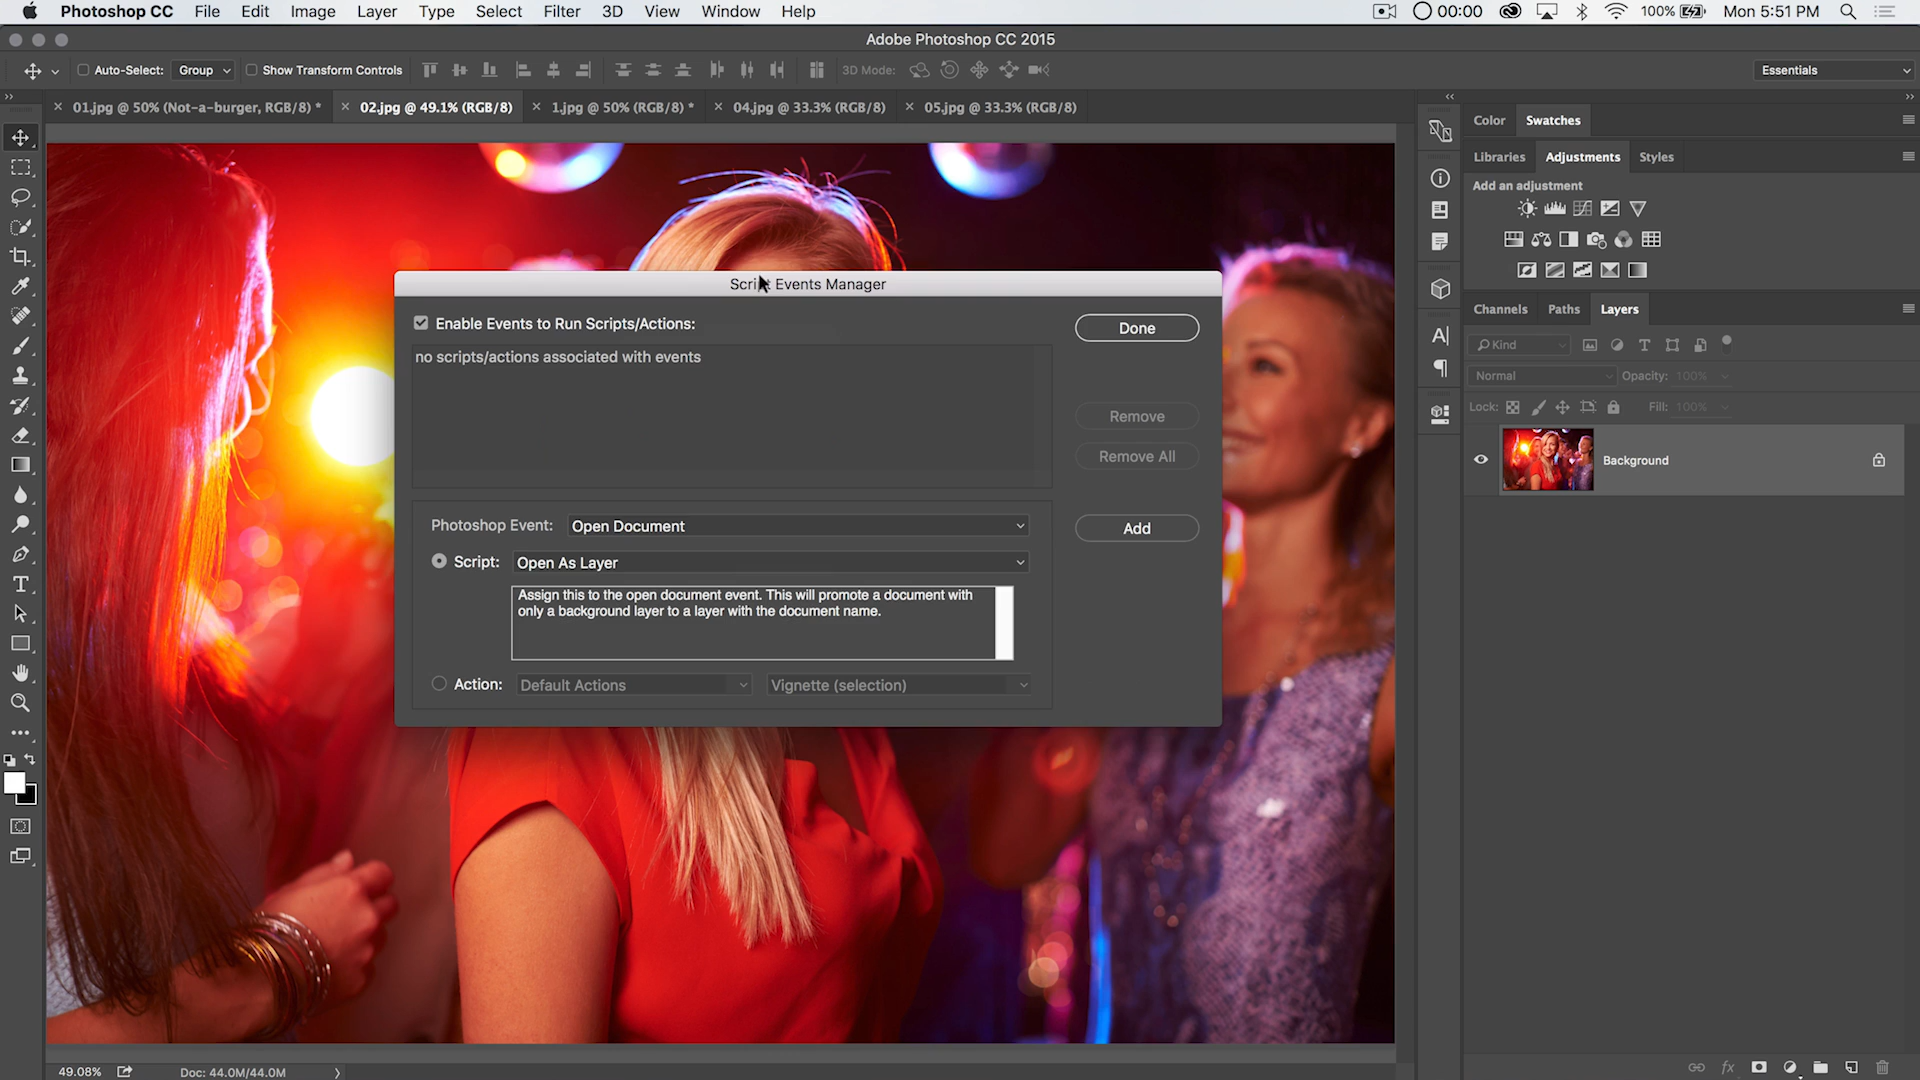 Photoshop CC File Edit Image Layer Type Select Filter 3D View Window Help 00:00 100% Mon 5:51 PM
Adobe Photoshop CC 2015
Auto-Select: Group Show Transform Controls 3D Mode: Essentials
01.jpg @ 50% (Not-a-burger, RGB/8) * 02.jpg @ 49.1% (RGB/8) 1.jpg @ 50% (RGB/8) * 04.jpg @ 33.3% (RGB/8) 05.jpg @ 33.3% (RGB/8)
Color Swatches
Libraries Adjustments Styles
Add an adjustment
Channels Paths Layers
Kind
Normal Opacity: 100%
Lock: Fill: 100%
Background
Script Events Manager
Enable Events to Run Scripts/Actions:
Done
no scripts/actions associated with events
Remove
Remove All
Photoshop Event: Open Document
Add
Script: Open As Layer
Assign this to the open document event. This will promote a document with
only a background layer to a layer with the document name.
Action: Default Actions Vignette (selection)
49.08% Doc: 44.0M/44.0M